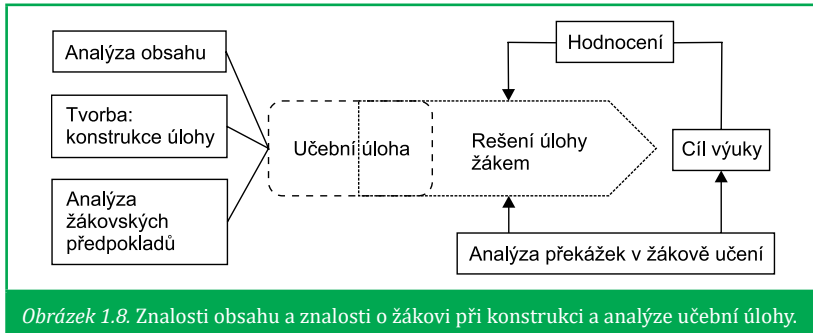 Analýza obsahu
Tvorba:
konstrukce úlohy
Analýza
žákovských
předpokladů
Učební úloha
Rešení úlohy
žákem
Hodnocení
Cíl výuky
Analýza překážek v žákově učení
Obrázek 1.8. Znalosti obsahu a znalosti o žákovi při konstrukci a analýze učební úlohy.